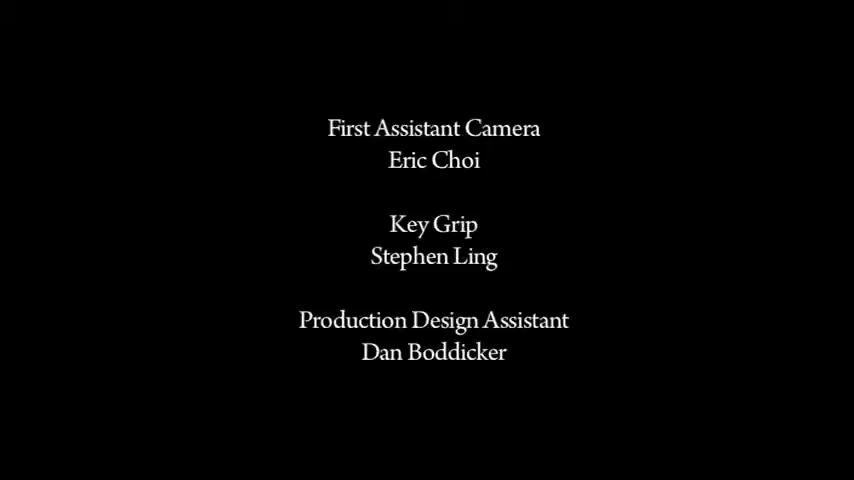 First Assistant Camera
Eric Choi
Key Grip
Stephen Ling
Production Design Assistant
Dan Boddicker